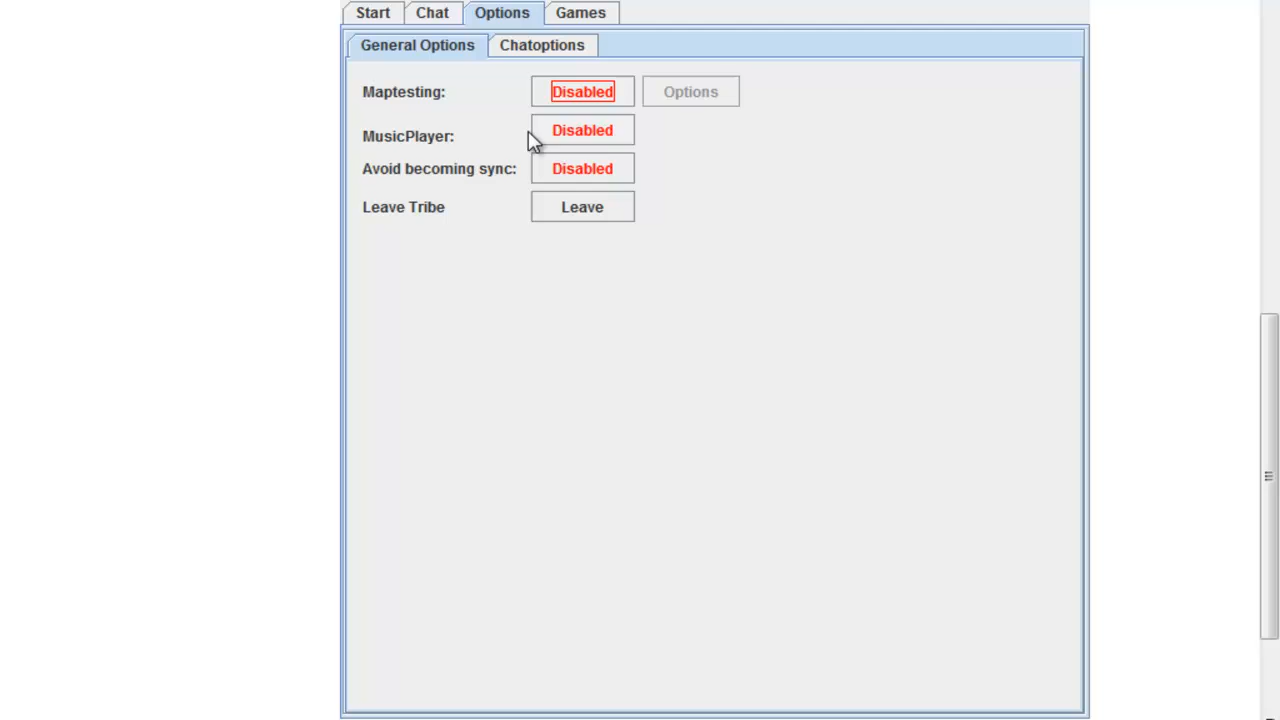 Start Chat Options Games
General Options Chatoptions
Maptesting: Disabled Options
MusicPlayer: Disabled
Avoid becoming sync: Disabled
Leave Tribe Leave